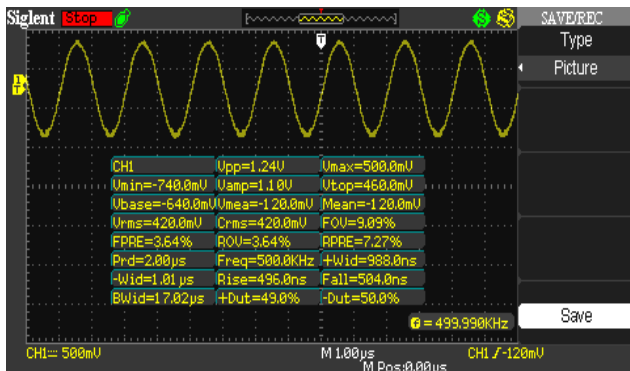 Siglent Stop T SAVE/REC
Type
Picture
1
T
CH1 Vpp=1.24V Vmax=500.0mV
Vmin=-740.0mV Vamp=1.10V Vtop=460.0mV
Vbase=-640.0mV Vmea=-120.0mV Mean=-120.0mV
Vrms=420.0mV Crms=420.0mV FOV=9.09%
FPRE=3.64% ROV=3.64% RPRE=7.27%
Prd=2.00µs Freq=500.0KHz +Wid=988.0ns
-Wid=1.01µs Rise=496.0ns Fall=504.0ns
BWid=17.02µs +Dut=49.0% -Dut=50.0%
f = 499.990KHz
Save
CH1 500mV M 1.00µs CH1 -120mV
M Pos:0.00µs